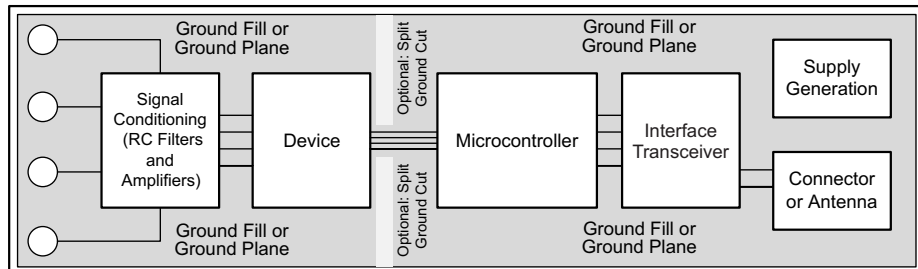 Ground Fill or
Ground Plane
Optional: Split
Ground Cut
Ground Fill or
Ground Plane
Supply
Generation
Signal
Conditioning
(RC Filters
and
Amplifiers)
Device
Microcontroller
Interface
Transceiver
Connector
or Antenna
Ground Fill or
Ground Plane
Optional: Split
Ground Cut
Ground Fill or
Ground Plane